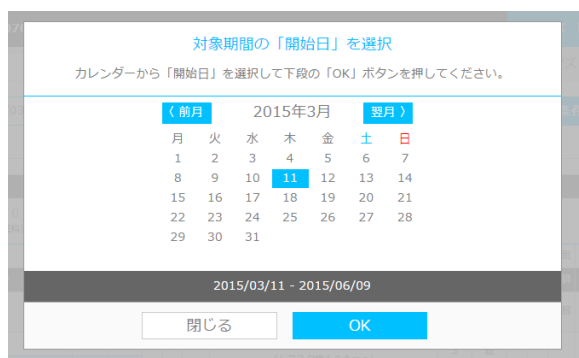 対象期間の「開始日」を選択
カレンダーから「開始日」を選択して下段の「OK」ボタンを押してください。
〈 前月 2015年3月 翌月 〉
月 火 水 木 金 土 日
1 2 3 4 5 6 7
8 9 10 11 12 13 14
15 16 17 18 19 20 21
22 23 24 25 26 27 28
29 30 31
2015/03/11 - 2015/06/09
閉じる OK